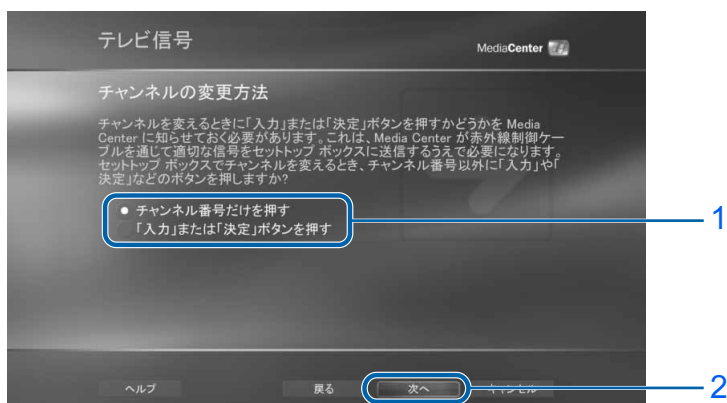 テレビ信号
MediaCenter
チャンネルの変更方法
チャンネルを変えるときに「入力」または「決定」ボタンを押すかどうかを Media
Center に知らせておく必要があります。これは、Media Center が赤外線制御ケー
ブルを通じて適切な信号をセットトップ ボックスに送信するうえで必要になります。
セットトップ ボックスでチャンネルを変えるとき、チャンネル番号以外に「入力」や「
決定」などのボタンを押しますか?
チャンネル番号だけを押す
「入力」または「決定」ボタンを押す
1
ヘルプ
戻る
次へ
キャンセル
2